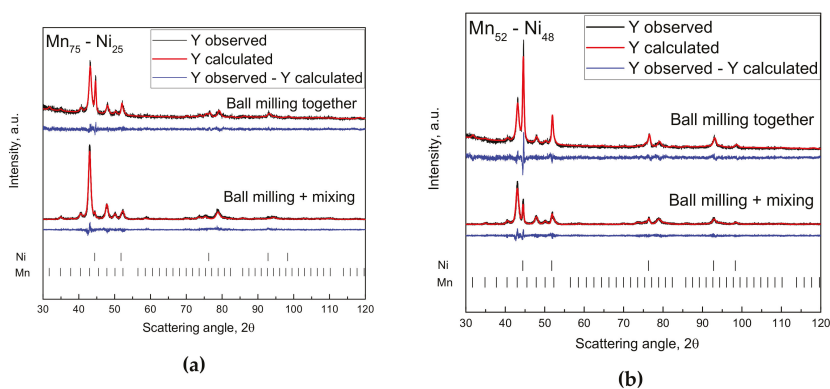 Mn75 - Ni25
Y observed
Y calculated
Y observed - Y calculated
Ball milling together
Ball milling + mixing
Intensity, a.u.
Ni
Mn
30 40 50 60 70 80 90 100 110 120
Scattering angle, 2θ
(a)
Mn52 - Ni48
Y observed
Y calculated
Y observed - Y calculated
Ball milling together
Ball milling + mixing
Intensity, a.u.
Ni
Mn
30 40 50 60 70 80 90 100 110 120
Scattering angle, 2θ
(b)